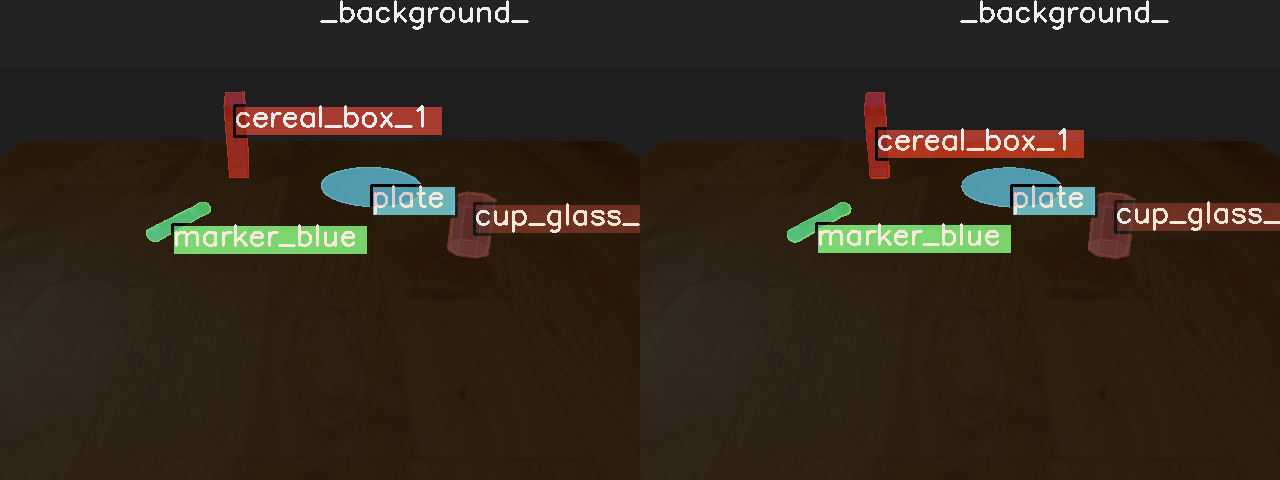 _background_
cereal_box_1
plate
cup_glass_
marker_blue
_background_
cereal_box_1
plate
cup_glass_
marker_blue